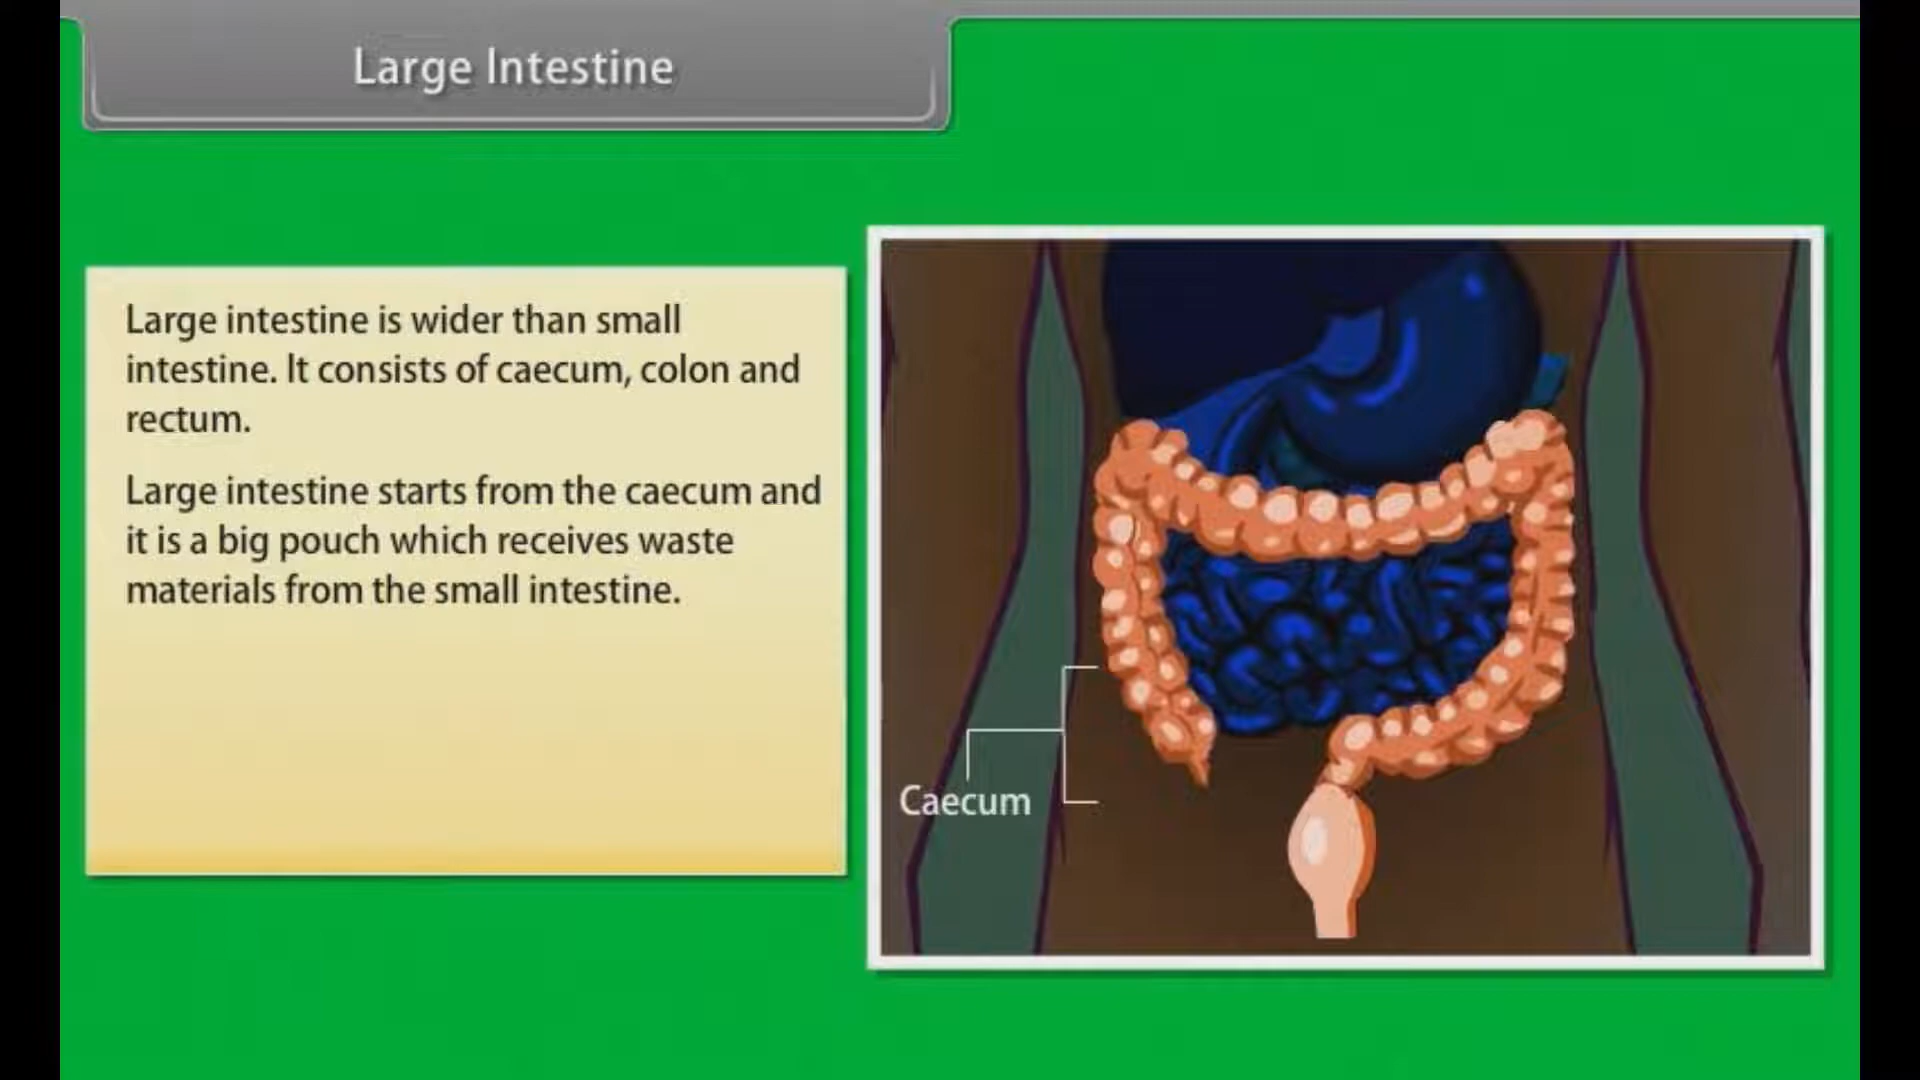 Large Intestine
Large intestine is wider than small
intestine. It consists of caecum, colon and
rectum.
Large intestine starts from the caecum and
it is a big pouch which receives waste
materials from the small intestine.
Caecum